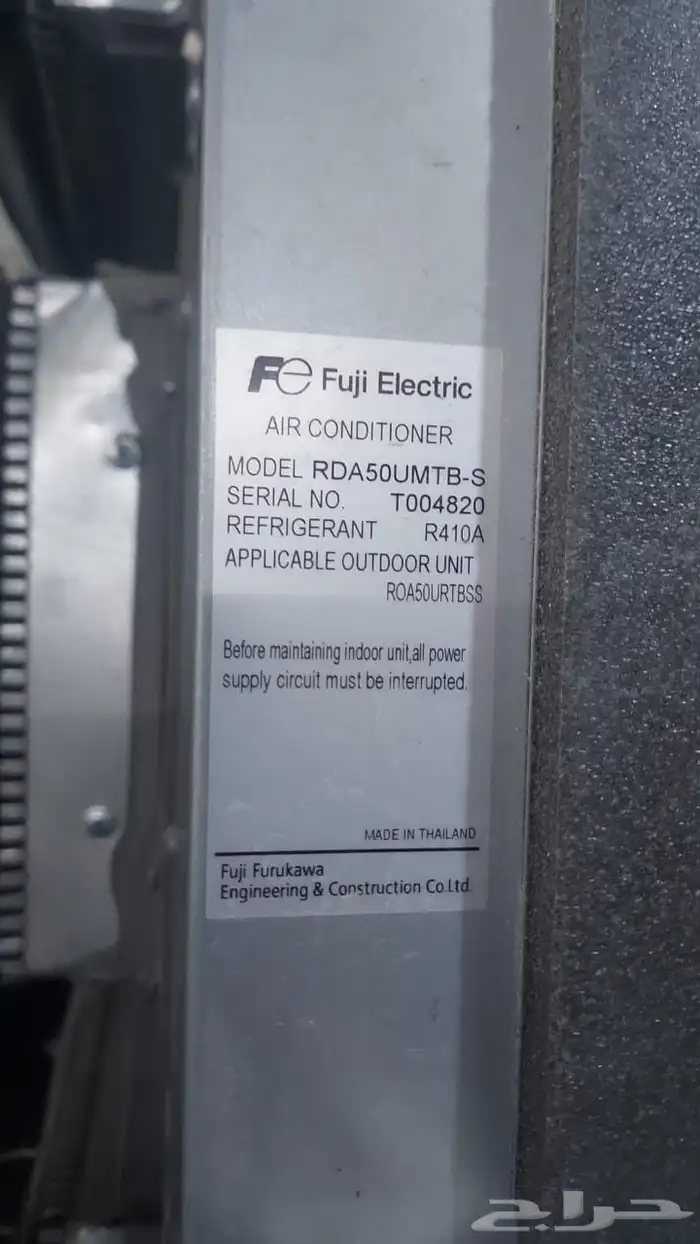 Fe Fuji Electric
AIR CONDITIONER
MODEL RDA50UMTB-S
SERIAL NO. T004820
REFRIGERANT R410A
APPLICABLE OUTDOOR UNIT
ROA50URTBSS
Before maintaining indoor unit,all power
supply circuit must be interrupted.
MADE IN THAILAND
Fuji Furukawa
Engineering & Construction Co.Ltd.
حراج